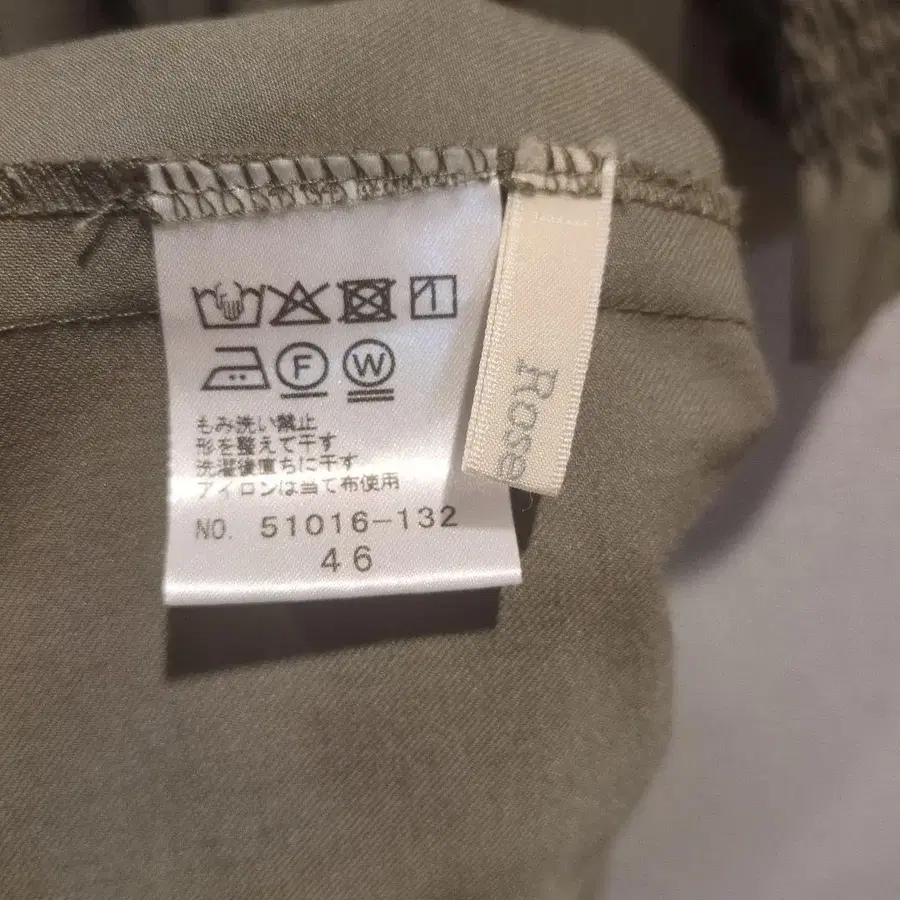 F W
もみ洗い禁止
形を整えて干す
洗濯後直ちに干す
アイロンは当て布使用
NO. 51016-132
46
Rose